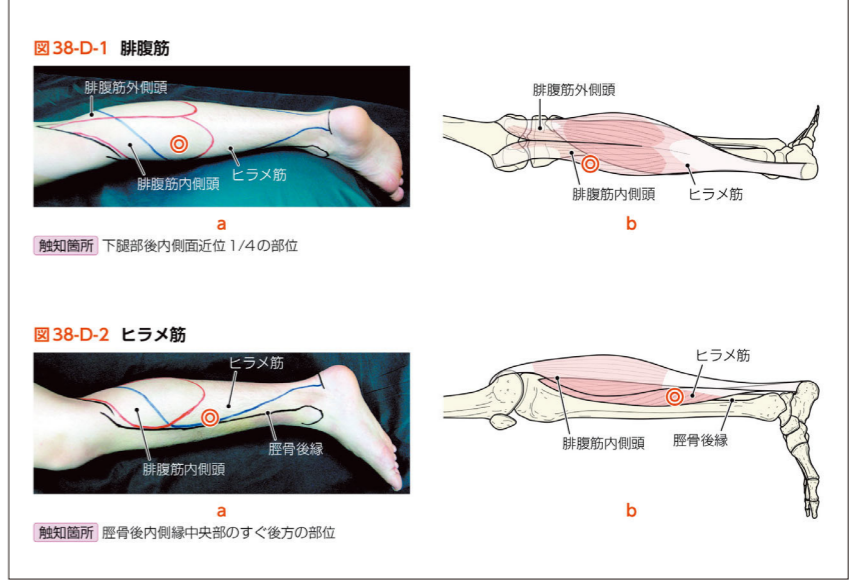 図38-D-1 腓腹筋
腓腹筋外側頭
腓腹筋内側頭
ヒラメ筋
a
腓腹筋外側頭
腓腹筋内側頭
ヒラメ筋
b
触知箇所 下腿部後内側面近位1/4の部位
図38-D-2 ヒラメ筋
ヒラメ筋
腓腹筋内側頭
脛骨後縁
a
ヒラメ筋
腓腹筋内側頭
脛骨後縁
b
触知箇所 脛骨後内側縁中央部のすぐ後方の部位